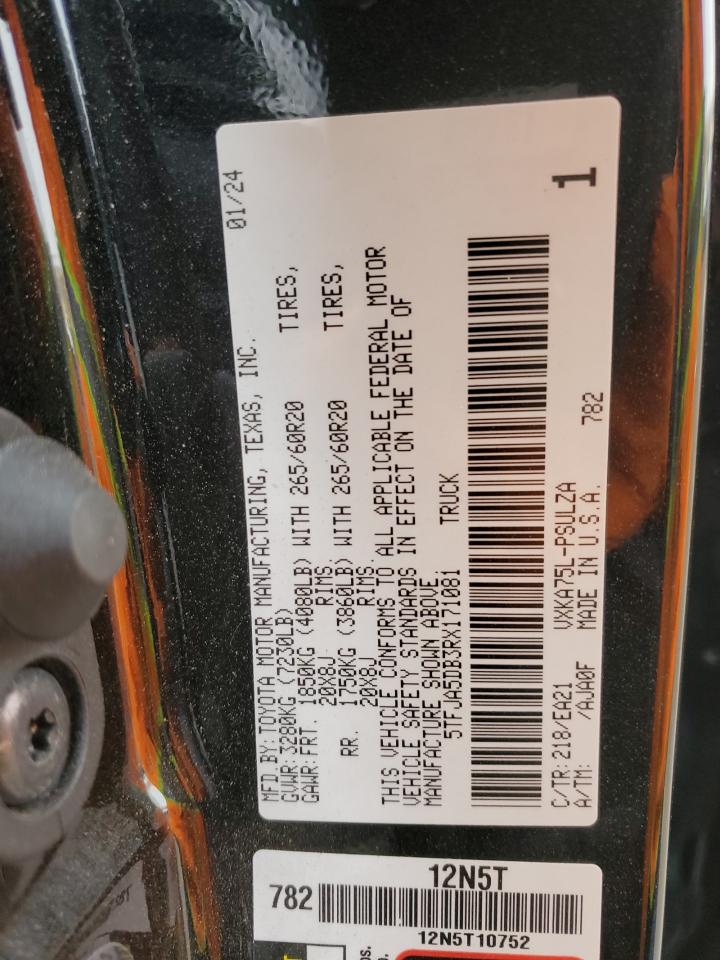 MFD BY: TOYOTA MOTOR MANUFACTURING, TEXAS, INC. 01/24
GVWR: 3280KG (7230LB)
GAWR: FRT. 1850KG (4080LB) WITH 265/60R20 TIRES,
20X8J RIMS,
RR. 1750KG (3860LB) WITH 265/60R20 TIRES,
20X8J RIMS.
THIS VEHICLE CONFORMS TO ALL APPLICABLE FEDERAL MOTOR
VEHICLE SAFETY STANDARDS IN EFFECT ON THE DATE OF
MANUFACTURE SHOWN ABOVE
5TFJA5DB3RX171081 TRUCK
C/TR: 218/EA21 VXKA75L-PSULZA
A/TM: /AJA0F MADE IN U.S.A. 782
1
12N5T
782
12N5T10752